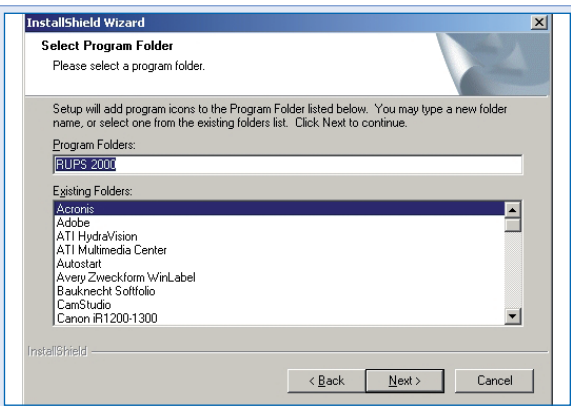 InstallShield Wizard
Select Program Folder
Please select a program folder.
Setup will add program icons to the Program Folder listed below. You may type a new folder
name, or select one from the existing folders list. Click Next to continue.
Program Folders:
RUPS 2000
Existing Folders:
Acronis
Adobe
ATI HydraVision
ATI Multimedia Center
Autostart
Avery Zweckform WinLabel
Bauknecht Softfolio
CamStudio
Canon iR1200-1300
InstallShield
< Back
Next >
Cancel